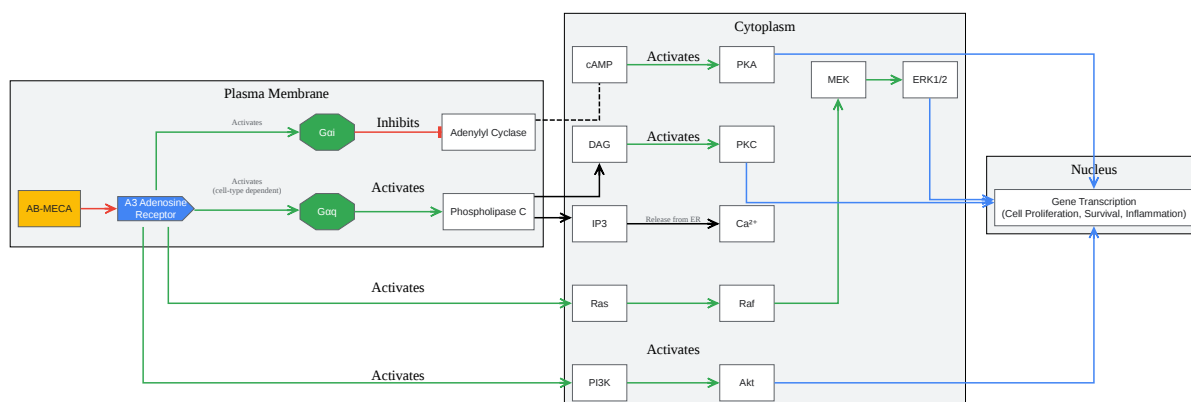 Cytoplasm
cAMP
Activates
PKA
MEK
ERK1/2
Plasma Membrane
Activates
Gαi
Inhibits
Adenylyl Cyclase
DAG
Activates
PKC
Nucleus
AB-MECA
A3 Adenosine
Receptor
Activates
(cell-type dependent)
Gαq
Activates
Phospholipase C
IP3
Release from ER
Ca²⁺
Gene Transcription
(Cell Proliferation, Survival, Inflammation)
Activates
Ras
Raf
Activates
PI3K
Activates
Akt